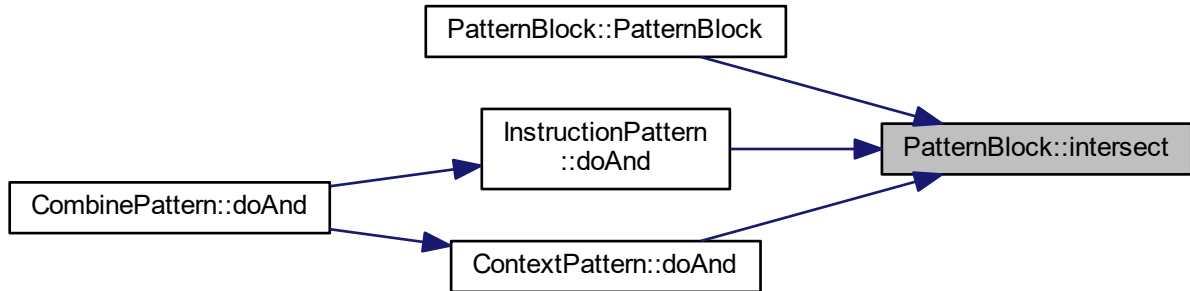 PatternBlock::PatternBlock
InstructionPattern
::doAnd
PatternBlock::intersect
CombinePattern::doAnd
ContextPattern::doAnd